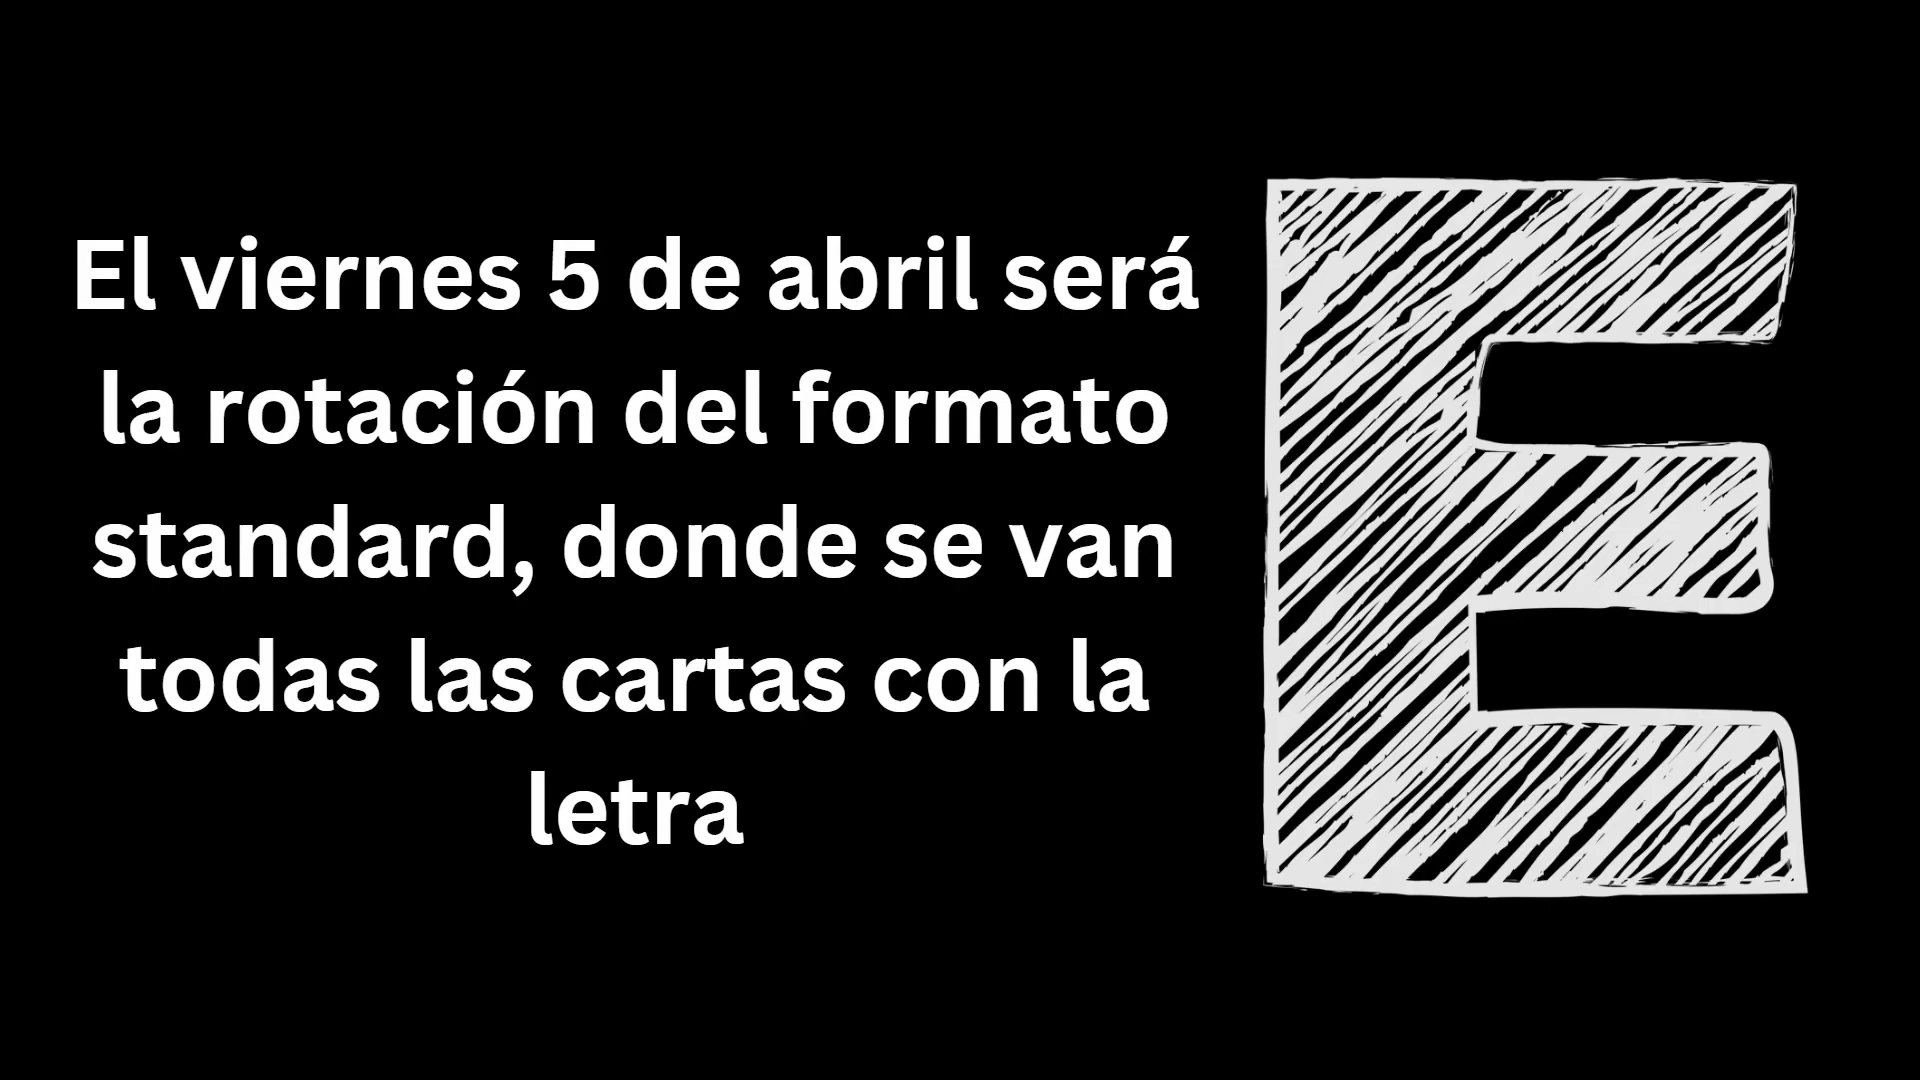 El viernes 5 de abril será
la rotación del formato
standard, donde se van
todas las cartas con la
letra
E